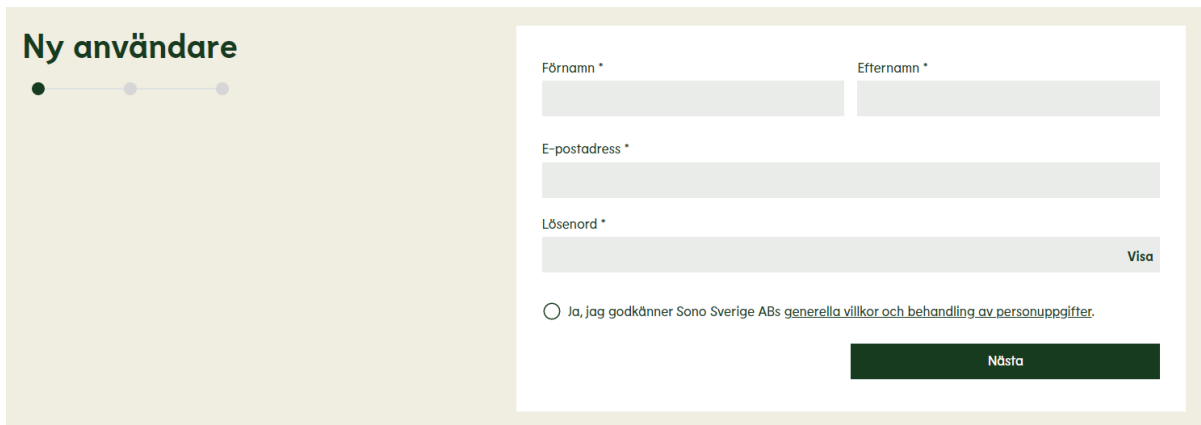 Ny användare
Förnamn *
Efternamn *
E-postadress *
Lösenord *
Visa
Ja, jag godkänner Sono Sverige ABs generella villkor och behandling av personuppgifter.
Nästa